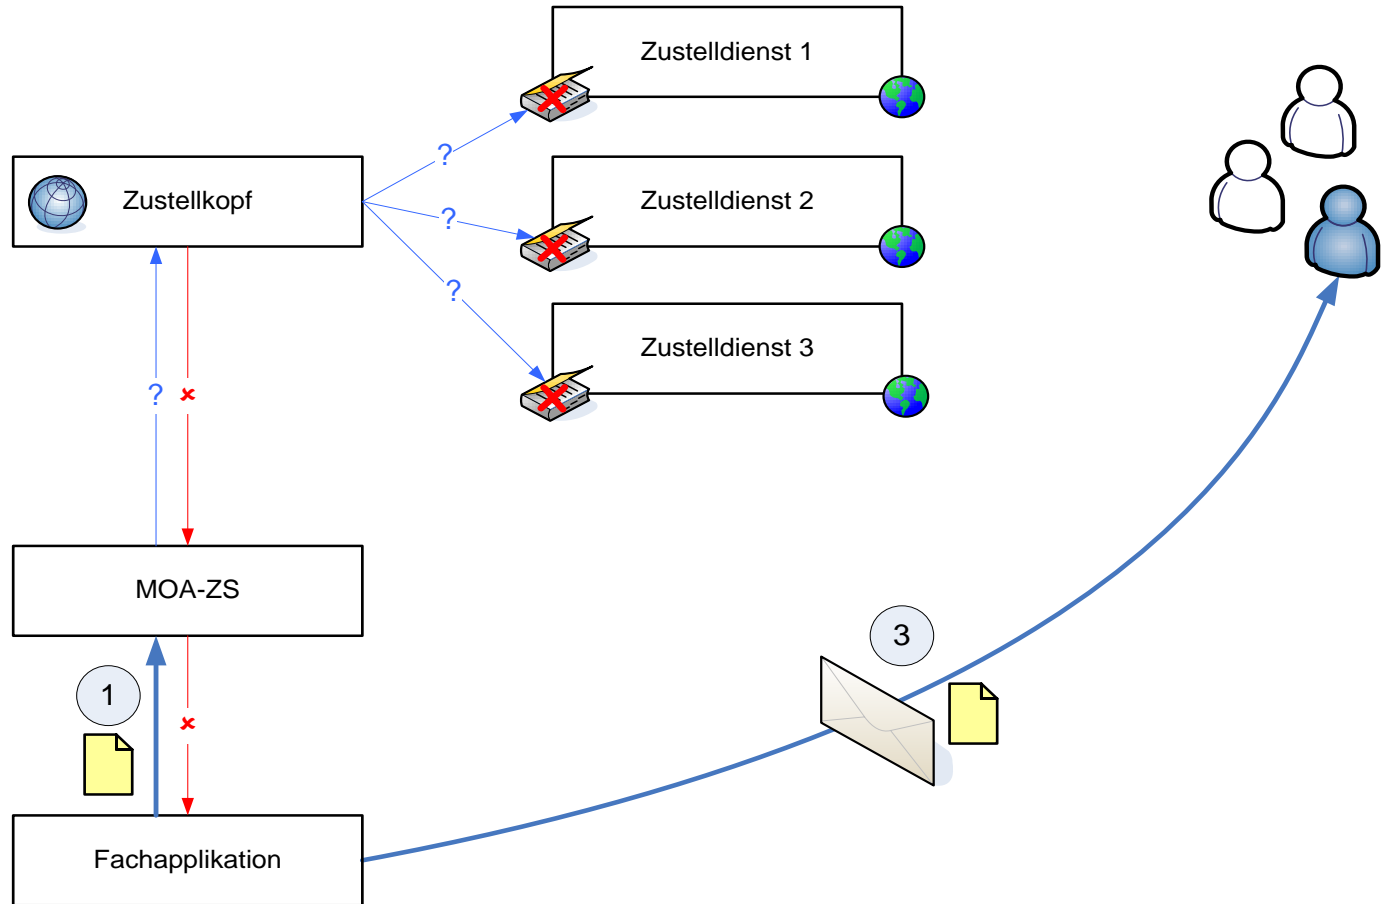 Zustelldienst 1
?
Zustellkopf
Zustelldienst 2
?
?
Zustelldienst 3
?
MOA-ZS
3
1
Fachapplikation